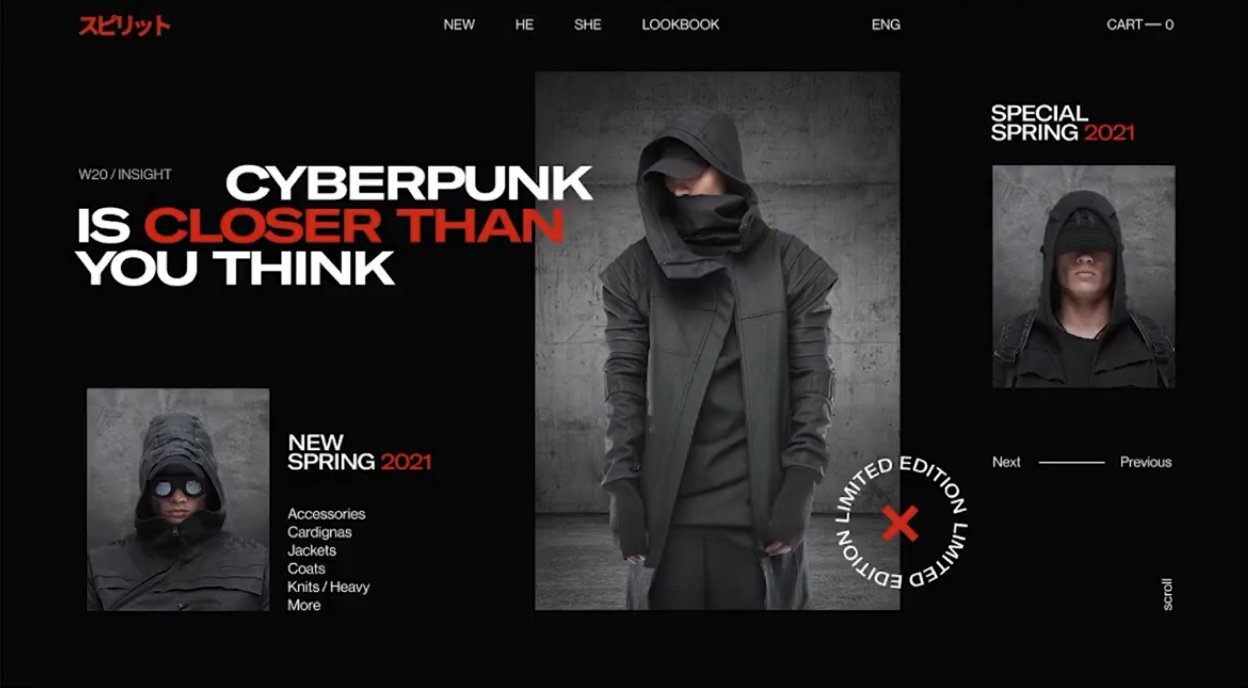 スピリット
NEW HE SHE LOOKBOOK ENG CART— 0
W20 / INSIGHT
CYBERPUNK
IS CLOSER THAN
YOU THINK
SPECIAL
SPRING 2021
NEW
SPRING 2021
Accessories
Cardignas
Jackets
Coats
Knits / Heavy
More
LIMITED EDITION LIMITED EDITION
Next Previous
scroll